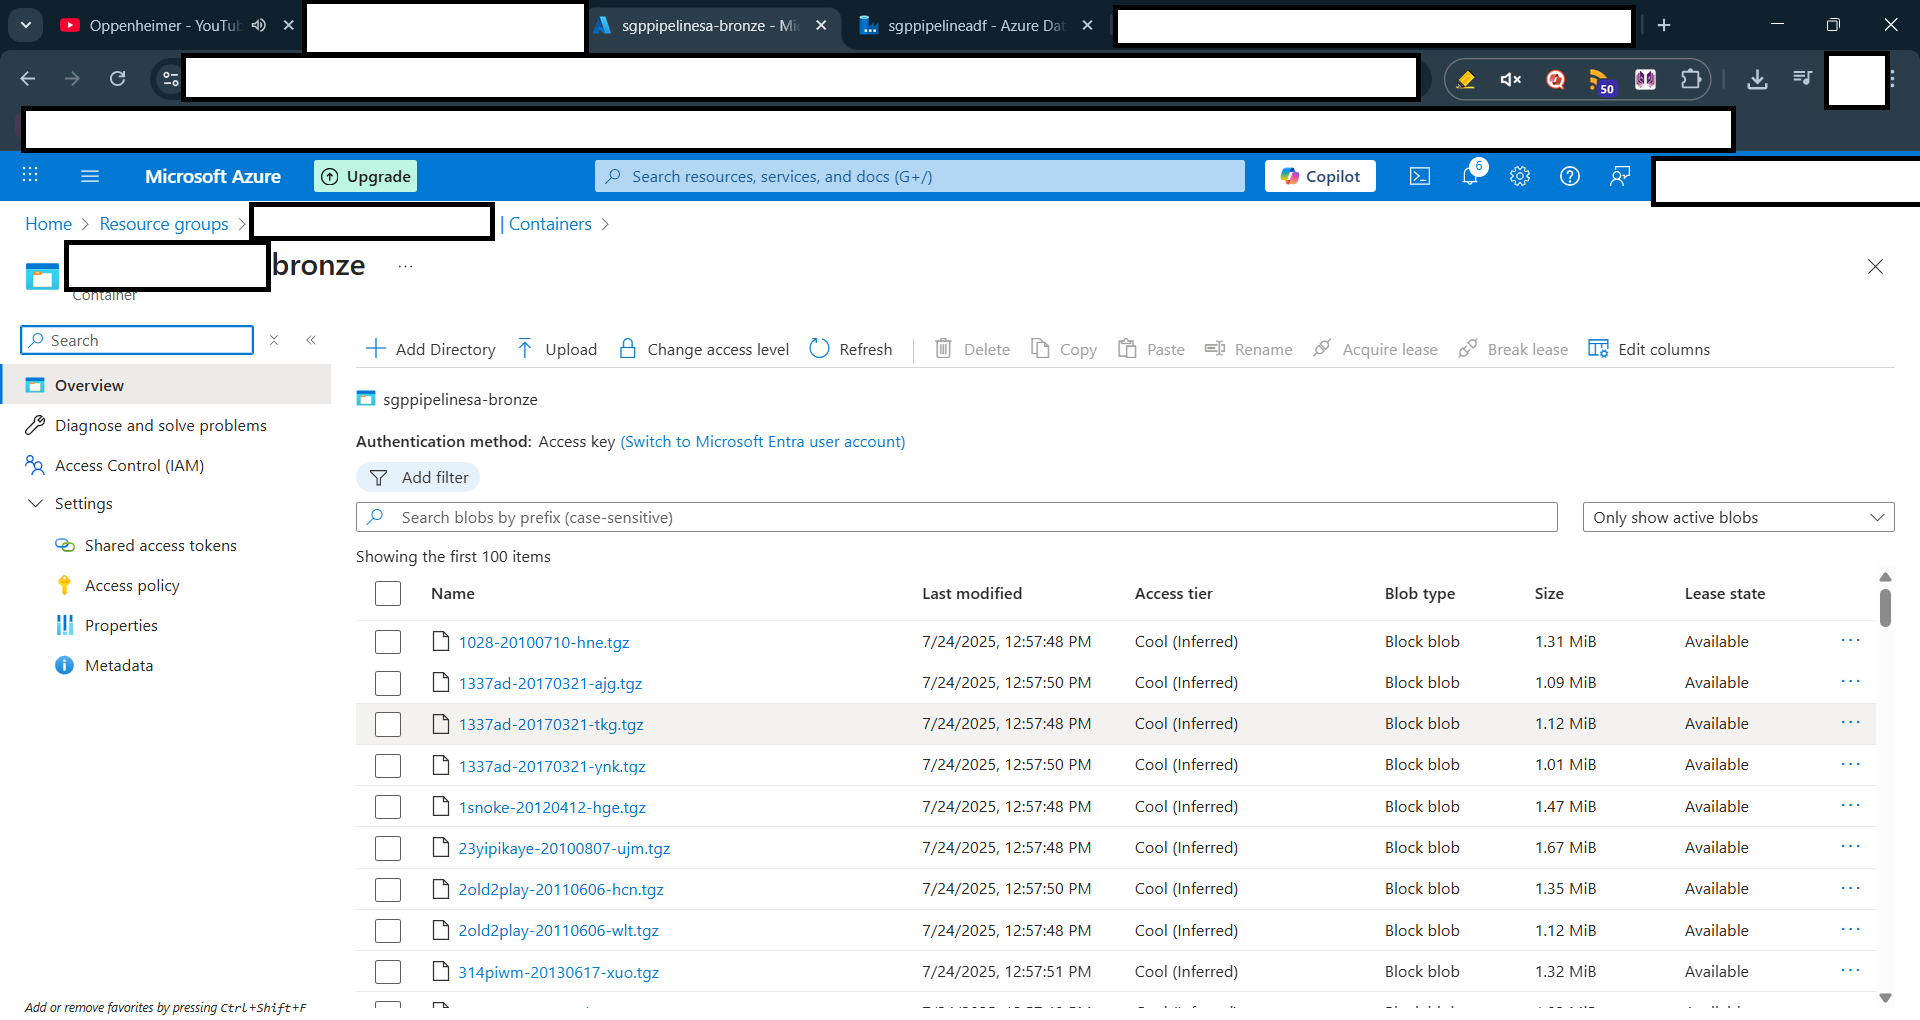 Oppenheimer - YouTu
sgppipelinesa-bronze - Mi
sgppipelineadf - Azure Dat
50
Microsoft Azure
Upgrade
Search resources, services, and docs (G+/)
Copilot
6
Home > Resource groups > | Containers >
bronze ...
Container
Search
Overview
Diagnose and solve problems
Access Control (IAM)
Settings
Shared access tokens
Access policy
Properties
Metadata
Add or remove favorites by pressing Ctrl+Shift+F
Add Directory Upload Change access level Refresh Delete Copy Paste Rename Acquire lease Break lease Edit columns
sgppipelinesa-bronze
Authentication method: Access key (Switch to Microsoft Entra user account)
Add filter
Search blobs by prefix (case-sensitive) Only show active blobs
Showing the first 100 items
Name Last modified Access tier Blob type Size Lease state
1028-20100710-hne.tgz 7/24/2025, 12:57:48 PM Cool (Inferred) Block blob 1.31 MiB Available ...
1337ad-20170321-ajg.tgz 7/24/2025, 12:57:50 PM Cool (Inferred) Block blob 1.09 MiB Available ...
1337ad-20170321-tkg.tgz 7/24/2025, 12:57:48 PM Cool (Inferred) Block blob 1.12 MiB Available ...
1337ad-20170321-ynk.tgz 7/24/2025, 12:57:50 PM Cool (Inferred) Block blob 1.01 MiB Available ...
1snoke-20120412-hge.tgz 7/24/2025, 12:57:48 PM Cool (Inferred) Block blob 1.47 MiB Available ...
23yipikaye-20100807-ujm.tgz 7/24/2025, 12:57:48 PM Cool (Inferred) Block blob 1.67 MiB Available ...
2old2play-20110606-hcn.tgz 7/24/2025, 12:57:50 PM Cool (Inferred) Block blob 1.35 MiB Available ...
2old2play-20110606-wlt.tgz 7/24/2025, 12:57:48 PM Cool (Inferred) Block blob 1.12 MiB Available ...
314piwm-20130617-xuo.tgz 7/24/2025, 12:57:51 PM Cool (Inferred) Block blob 1.32 MiB Available ...